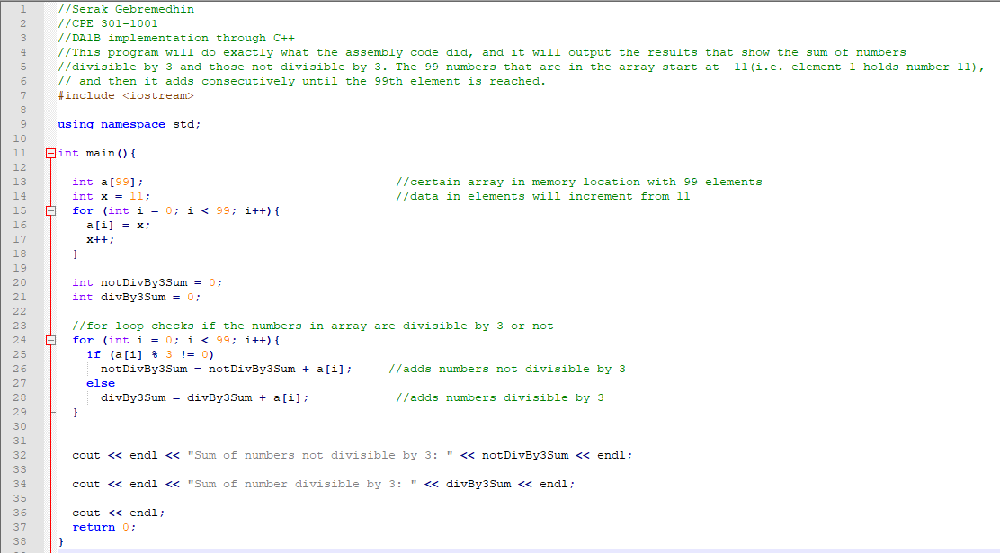 1 //Serak Gebremedhin
2 //CPE 301-1001
3 //DA1B implementation through C++
4 //This program will do exactly what the assembly code did, and it will output the results that show the sum of numbers
5 //divisible by 3 and those not divisible by 3. The 99 numbers that are in the array start at  11(i.e. element 1 holds number 11),
6 // and then it adds consecutively until the 99th element is reached.
7 #include <iostream>
8
9 using namespace std;
10
11 int main(){
12
13   int a[99];                                   //certain array in memory location with 99 elements
14   int x = 11;                                  //data in elements will increment from 11
15   for (int i = 0; i < 99; i++){
16     a[i] = x;
17     x++;
18   }
19
20   int notDivBy3Sum = 0;
21   int divBy3Sum = 0;
22
23   //for loop checks if the numbers in array are divisible by 3 or not
24   for (int i = 0; i < 99; i++){
25     if (a[i] % 3 != 0)
26       notDivBy3Sum = notDivBy3Sum + a[i];     //adds numbers not divisible by 3
27     else
28       divBy3Sum = divBy3Sum + a[i];            //adds numbers divisible by 3
29   }
30
31
32   cout << endl << "Sum of numbers not divisible by 3: " << notDivBy3Sum << endl;
33
34   cout << endl << "Sum of number divisible by 3: " << divBy3Sum << endl;
35
36   cout << endl;
37   return 0;
38 }